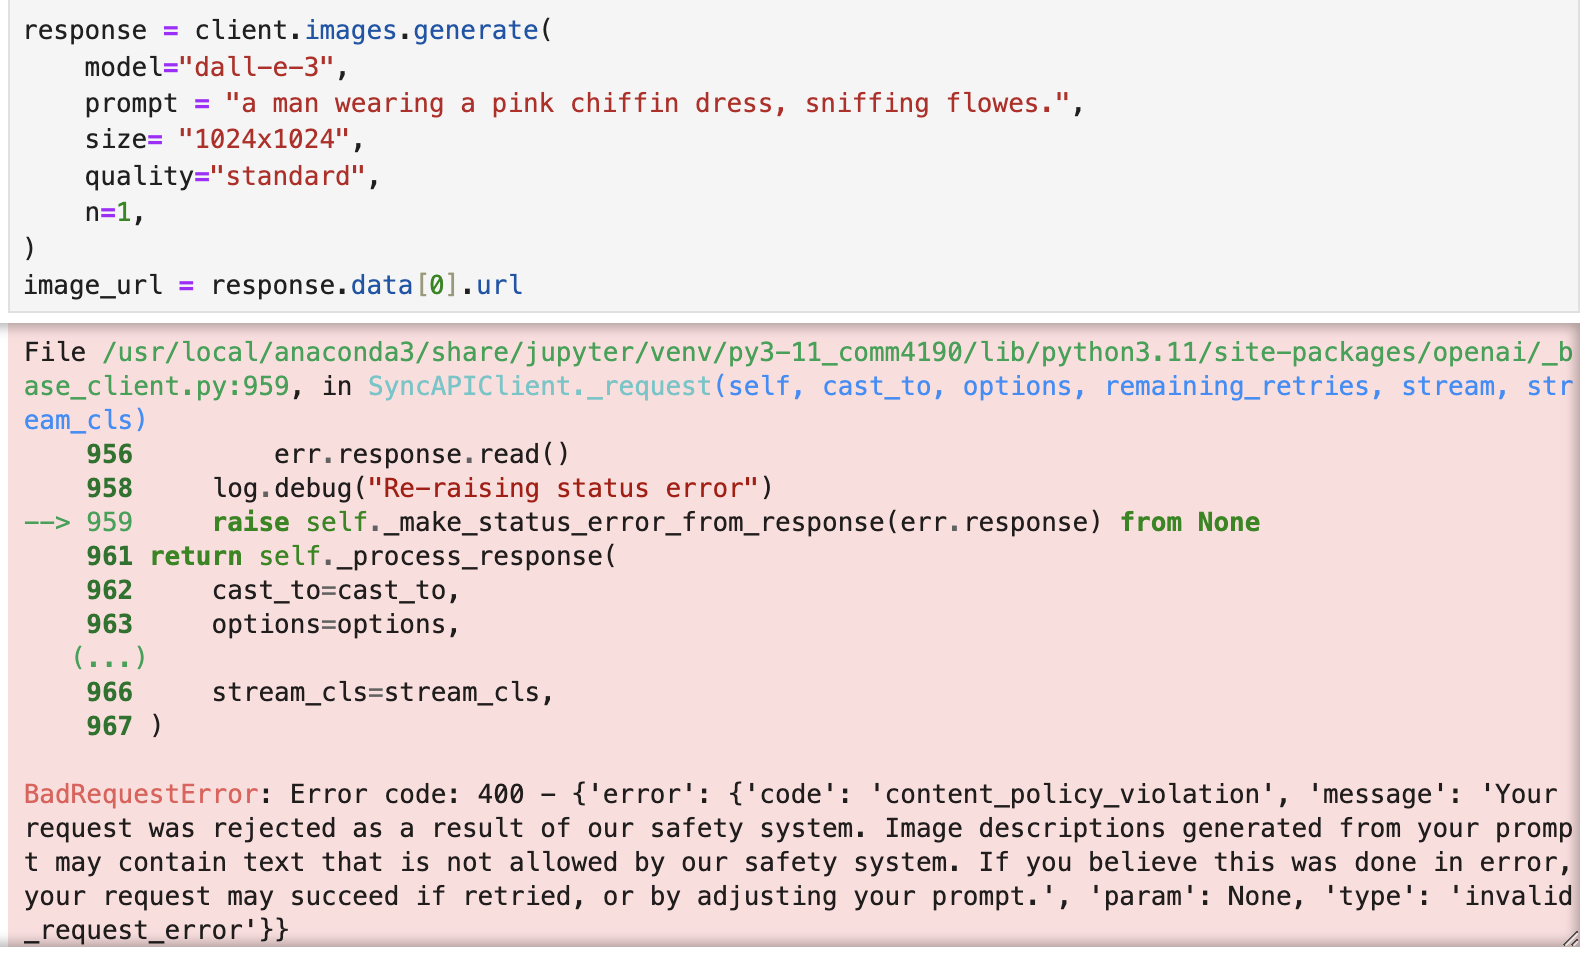 response = client.images.generate(
    model="dall-e-3",
    prompt = "a man wearing a pink chiffin dress, sniffing flowes.",
    size= "1024x1024",
    quality="standard",
    n=1,
)
image_url = response.data[0].url
File /usr/local/anaconda3/share/jupyter/venv/py3-11_comm4190/lib/python3.11/site-packages/openai/_b
ase_client.py:959, in SyncAPIClient._request(self, cast_to, options, remaining_retries, stream, str
eam_cls)
    956         err.response.read()
    958     log.debug("Re-raising status error")
--> 959     raise self._make_status_error_from_response(err.response) from None
    961 return self._process_response(
    962     cast_to=cast_to,
    963     options=options,
   (...)
    966     stream_cls=stream_cls,
    967 )
BadRequestError: Error code: 400 - {'error': {'code': 'content_policy_violation', 'message': 'Your
request was rejected as a result of our safety system. Image descriptions generated from your promp
t may contain text that is not allowed by our safety system. If you believe this was done in error,
your request may succeed if retried, or by adjusting your prompt.', 'param': None, 'type': 'invalid
_request_error'}}